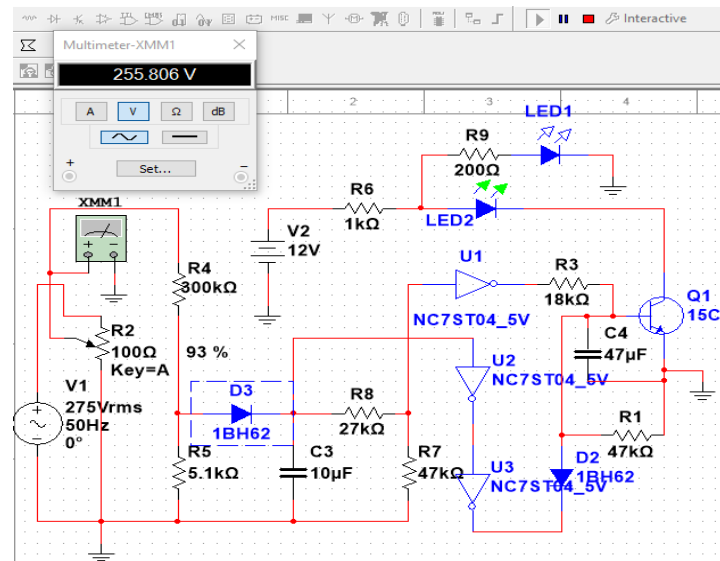 MISC
Interactive
Multimeter-XMM1
255.806 V
A
V
Ω
dB
+
Set...
−
2
3
4
LED1
R9
200Ω
XMM1
R6
1kΩ
LED2
V2
12V
U1
R3
18kΩ
NC7ST04_5V
Q1
15C
R4
300kΩ
R2
100Ω
Key=A
93 %
C4
47µF
U2
NC7ST04_5V
V1
275Vrms
50Hz
0°
D3
1BH62
R8
27kΩ
R5
5.1kΩ
C3
10µF
R7
47kΩ
R1
47kΩ
U3
NC7ST04_5V
D2
1BH62